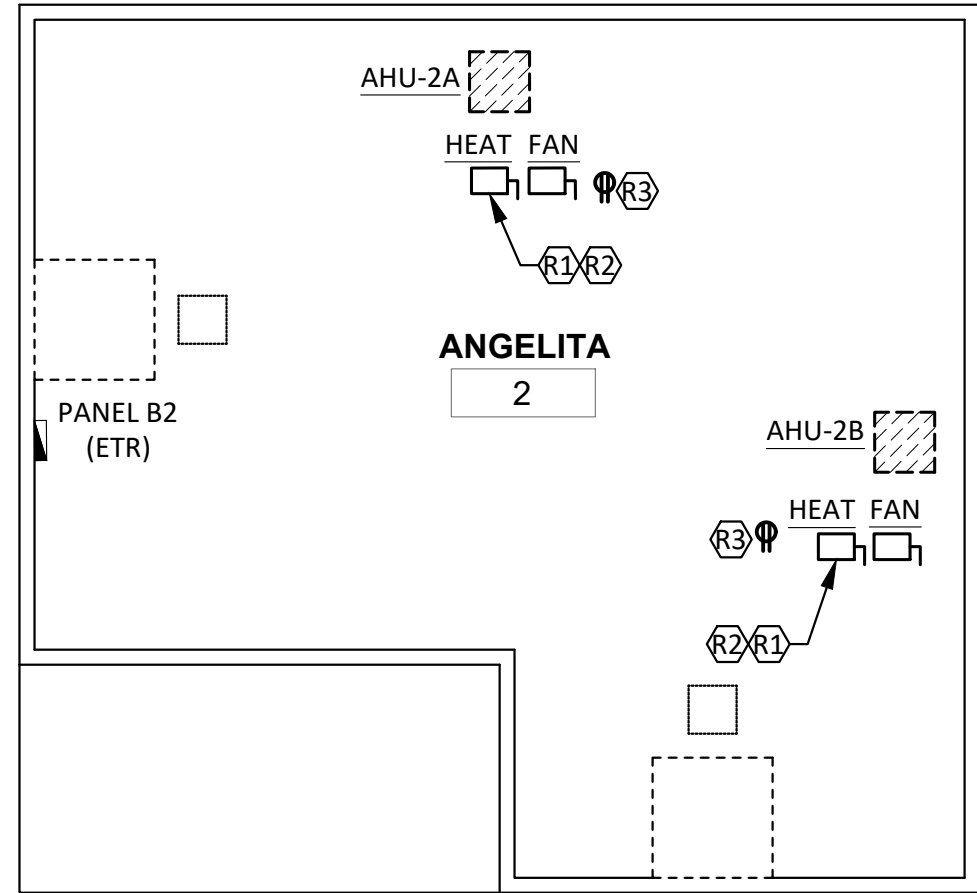 AHU-2A
HEAT FAN
R3
R1 R2
ANGELITA
2
PANEL B2
(ETR)
AHU-2B
HEAT FAN
R3
R2 R1